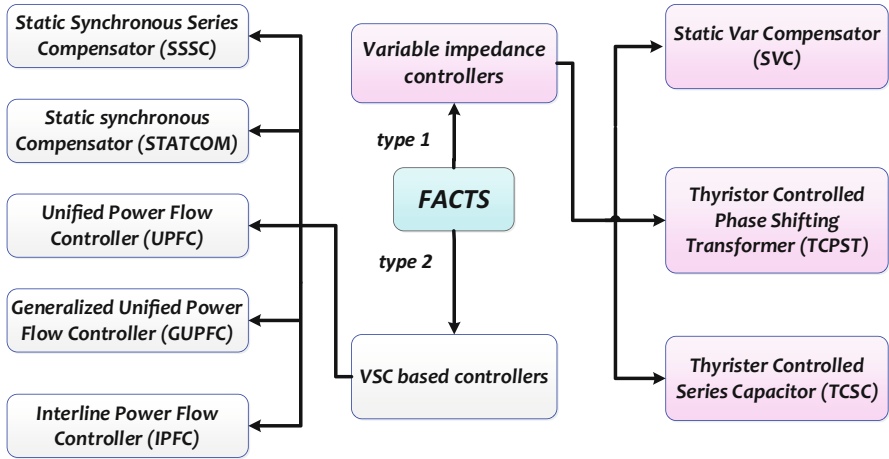 Static Synchronous Series
Compensator (SSSC)
Static synchronous
Compensator (STATCOM)
Unified Power Flow
Controller (UPFC)
Generalized Unified Power
Flow Controller (GUPFC)
Interline Power Flow
Controller (IPFC)
Variable impedance
controllers
type 1
FACTS
type 2
VSC based controllers
Static Var Compensator
(SVC)
Thyristor Controlled
Phase Shifting
Transformer (TCPST)
Thyrister Controlled
Series Capacitor (TCSC)